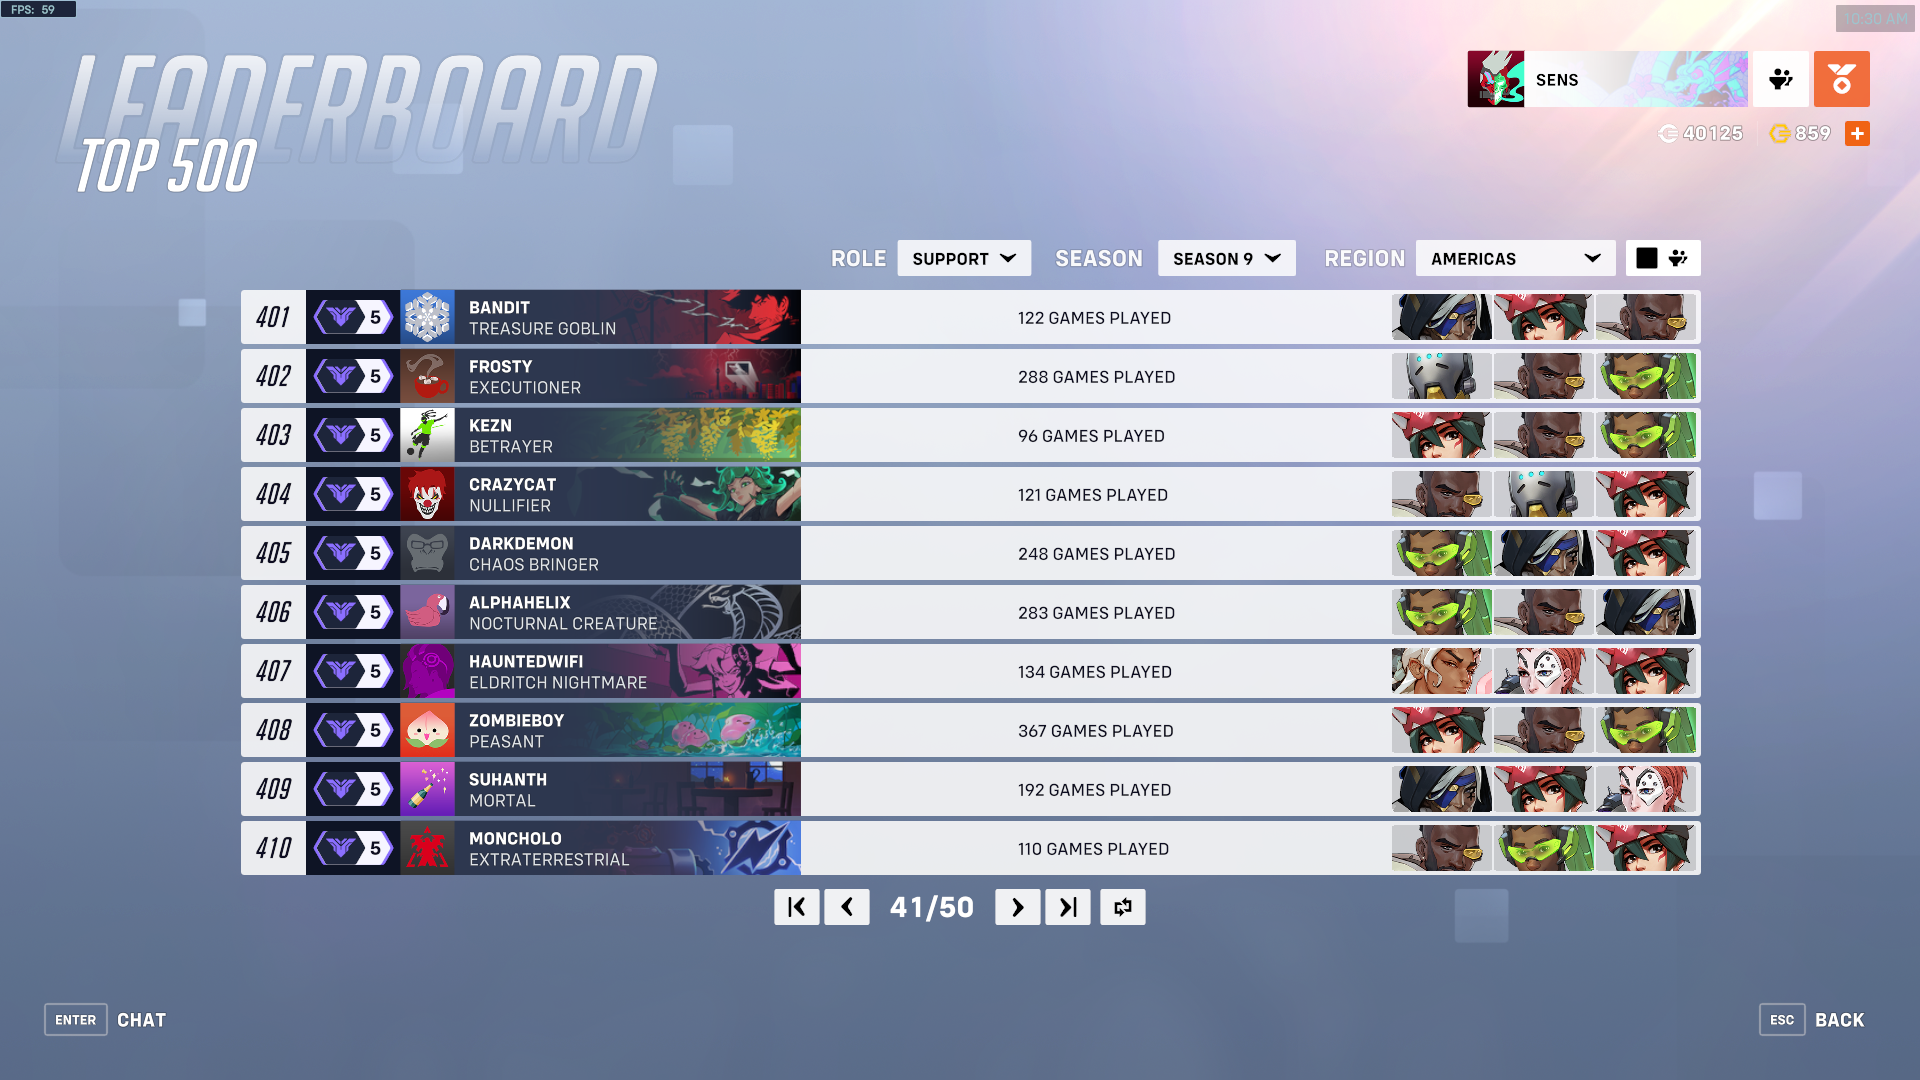 FPS: 59
10:30 AM
LEADERBOARD
TOP 500
SENS
40125
859
ROLE SUPPORT SEASON SEASON 9 REGION AMERICAS
401 5 BANDIT
TREASURE GOBLIN
122 GAMES PLAYED
402 5 FROSTY
EXECUTIONER
288 GAMES PLAYED
403 5 KEZN
BETRAYER
96 GAMES PLAYED
404 5 CRAZYCAT
NULLIFIER
121 GAMES PLAYED
405 5 DARKDEMON
CHAOS BRINGER
248 GAMES PLAYED
406 5 ALPHAHELIX
NOCTURNAL CREATURE
283 GAMES PLAYED
407 5 HAUNTEDWIFI
ELDRITCH NIGHTMARE
134 GAMES PLAYED
408 5 ZOMBIEBOY
PEASANT
367 GAMES PLAYED
409 5 SUHANTH
MORTAL
192 GAMES PLAYED
410 5 MONCHOLO
EXTRATERRESTRIAL
110 GAMES PLAYED
41/50
ENTER CHAT
ESC BACK